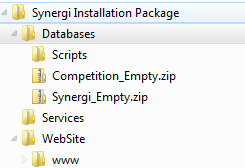 Synergi Installation Package
Databases
Scripts
Competition_Empty.zip
Synergi_Empty.zip
Services
WebSite
www